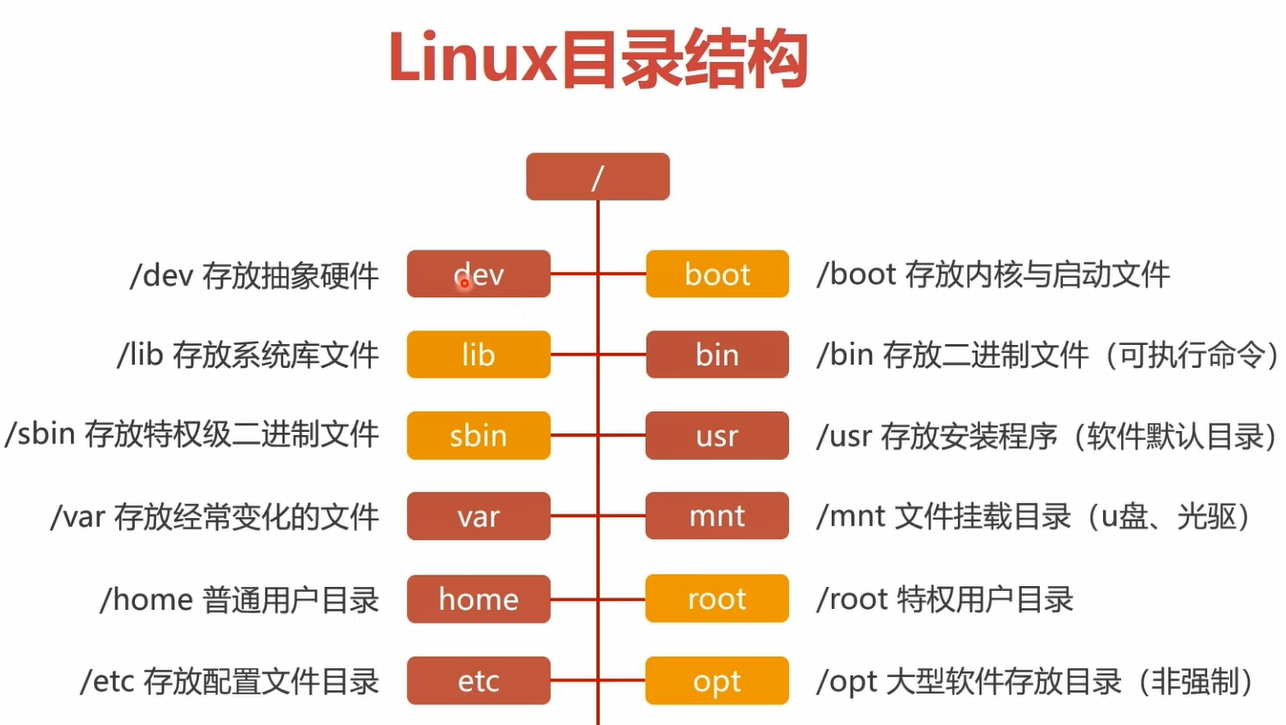 Linux目录结构
/
/dev 存放抽象硬件 dev boot /boot 存放内核与启动文件
/lib 存放系统库文件 lib bin /bin 存放二进制文件（可执行命令）
/sbin 存放特权级二进制文件 sbin usr /usr 存放安装程序（软件默认目录）
/var 存放经常变化的文件 var mnt /mnt 文件挂载目录（u盘、光驱）
/home 普通用户目录 home root /root 特权用户目录
/etc 存放配置文件目录 etc opt /opt 大型软件存放目录（非强制）